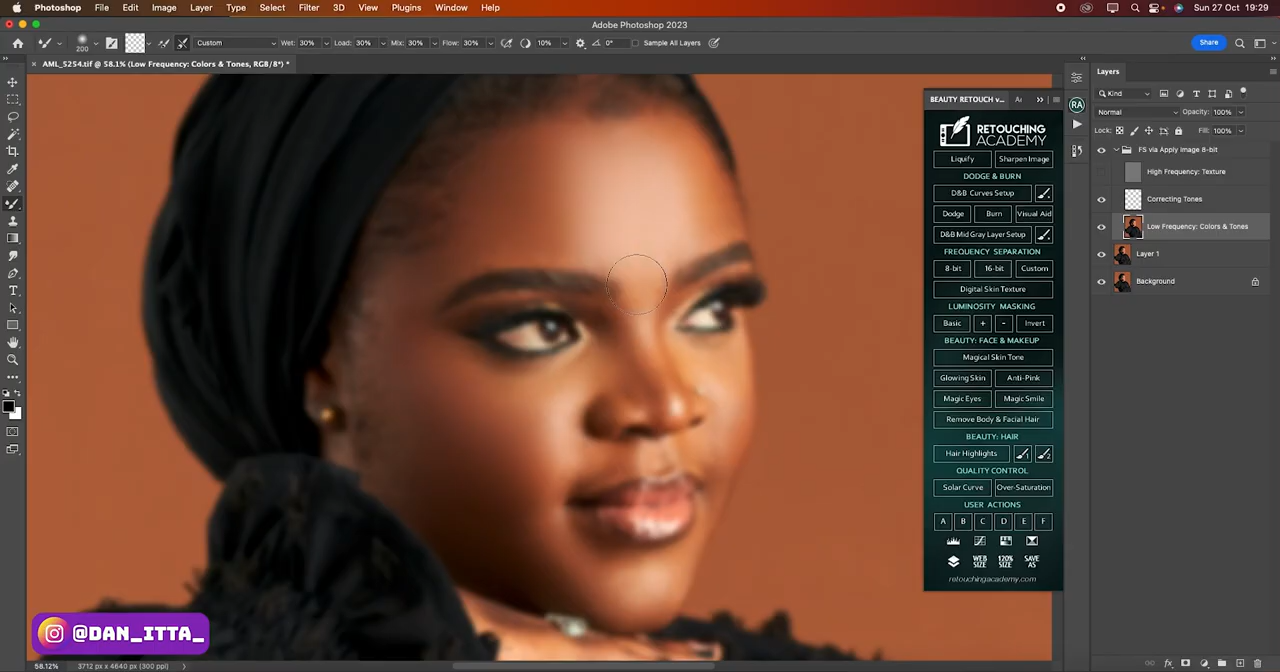 Photoshop File Edit Image Layer Type Select Filter 3D View Plugins Window Help Sun 27 Oct 19:29
Adobe Photoshop 2023
200 Custom Wet: 30% Load: 30% Mix: 30% Flow: 30% 10% 0° Sample All Layers Share
AML_5254.tif @ 58.1% (Low Frequency: Colors & Tones, RGB/8*) *
Layers
Kind
Normal Opacity: 100%
Lock: Fill: 100%
FS via Apply Image 8-bit
High Frequency: Texture
Correcting Tones
Low Frequency: Colors & Tones
Layer 1
Background
BEAUTY RETOUCH v...
RA
RETOUCHING
ACADEMY
Liquify Sharpen Image
DODGE & BURN
D&B Curves Setup
Dodge Burn Visual Aid
D&B Mid Gray Layer Setup
FREQUENCY SEPARATION
8-bit 16-bit Custom
Digital Skin Texture
LUMINOSITY MASKING
Basic + - Invert
BEAUTY: FACE & MAKEUP
Magical Skin Tone
Glowing Skin Anti-Pink
Magic Eyes Magic Smile
Remove Body & Facial Hair
BEAUTY: HAIR
Hair Highlights 1 2
QUALITY CONTROL
Solar Curve Over-Saturation
USER ACTIONS
A B C D E F
WEB SIZE 120% SIZE SAVE AS
retouchingacademy.com
@DAN_ITTA_
58.12% 3712 px x 4640 px (300 ppi)